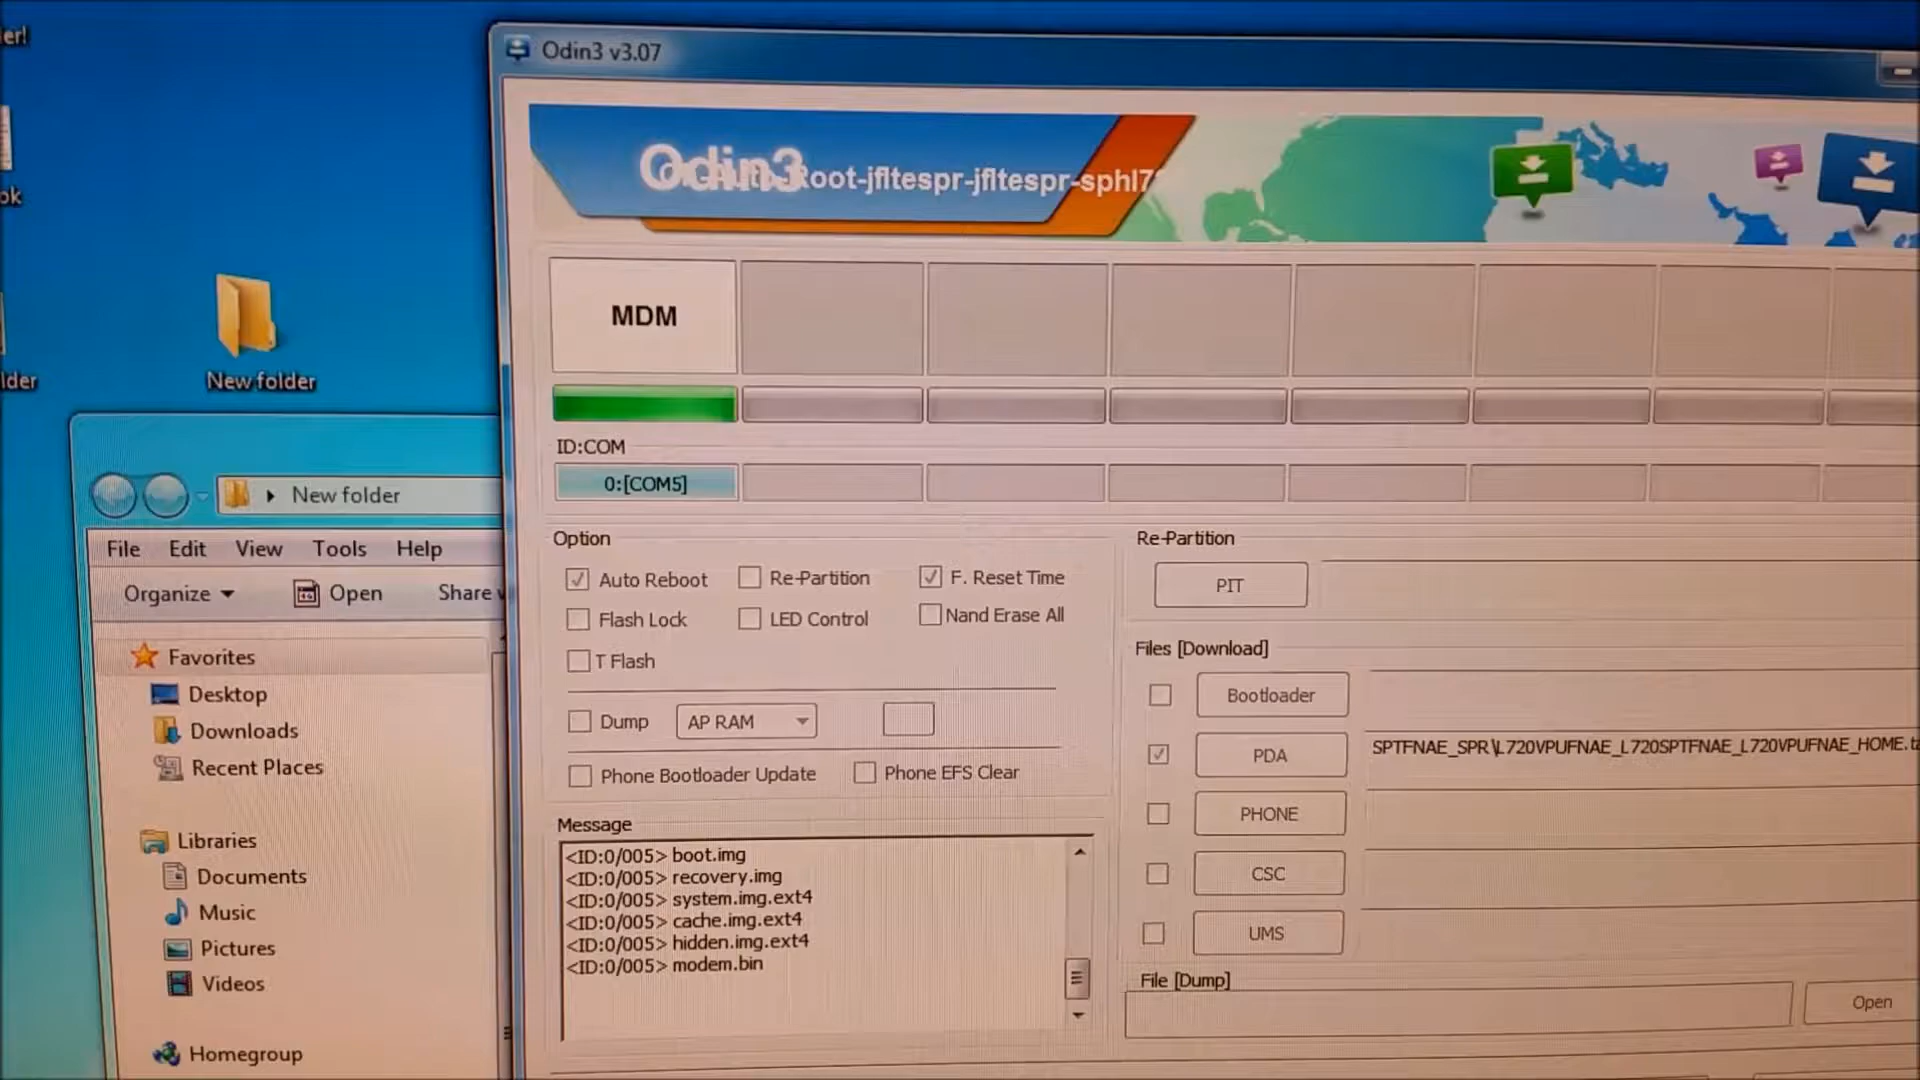 er!
Odin3 v3.07
Odin3
Root-jfltespr-jfltespr-sphl7
ok
MDM
New folder
lder
ID:COM
0:[COM5]
New folder
Option
Re-Partition
File Edit View Tools Help
Auto Reboot
Re-Partition
F. Reset Time
PIT
Organize
Open
Share
Flash Lock
LED Control
Nand Erase All
Files [Download]
Favorites
T Flash
Desktop
Bootloader
Downloads
Dump
AP RAM
PDA
SPTFNAE_SPR\L720VPUFNAE_L720SPTFNAE_L720VPUFNAE_HOME.ta
Recent Places
Phone Bootloader Update
Phone EFS Clear
PHONE
Message
Libraries
<ID:0/005> boot.img
<ID:0/005> recovery.img
<ID:0/005> system.img.ext4
<ID:0/005> cache.img.ext4
<ID:0/005> hidden.img.ext4
<ID:0/005> modem.bin
CSC
Documents
Music
UMS
Pictures
Videos
File [Dump]
Open
Homegroup